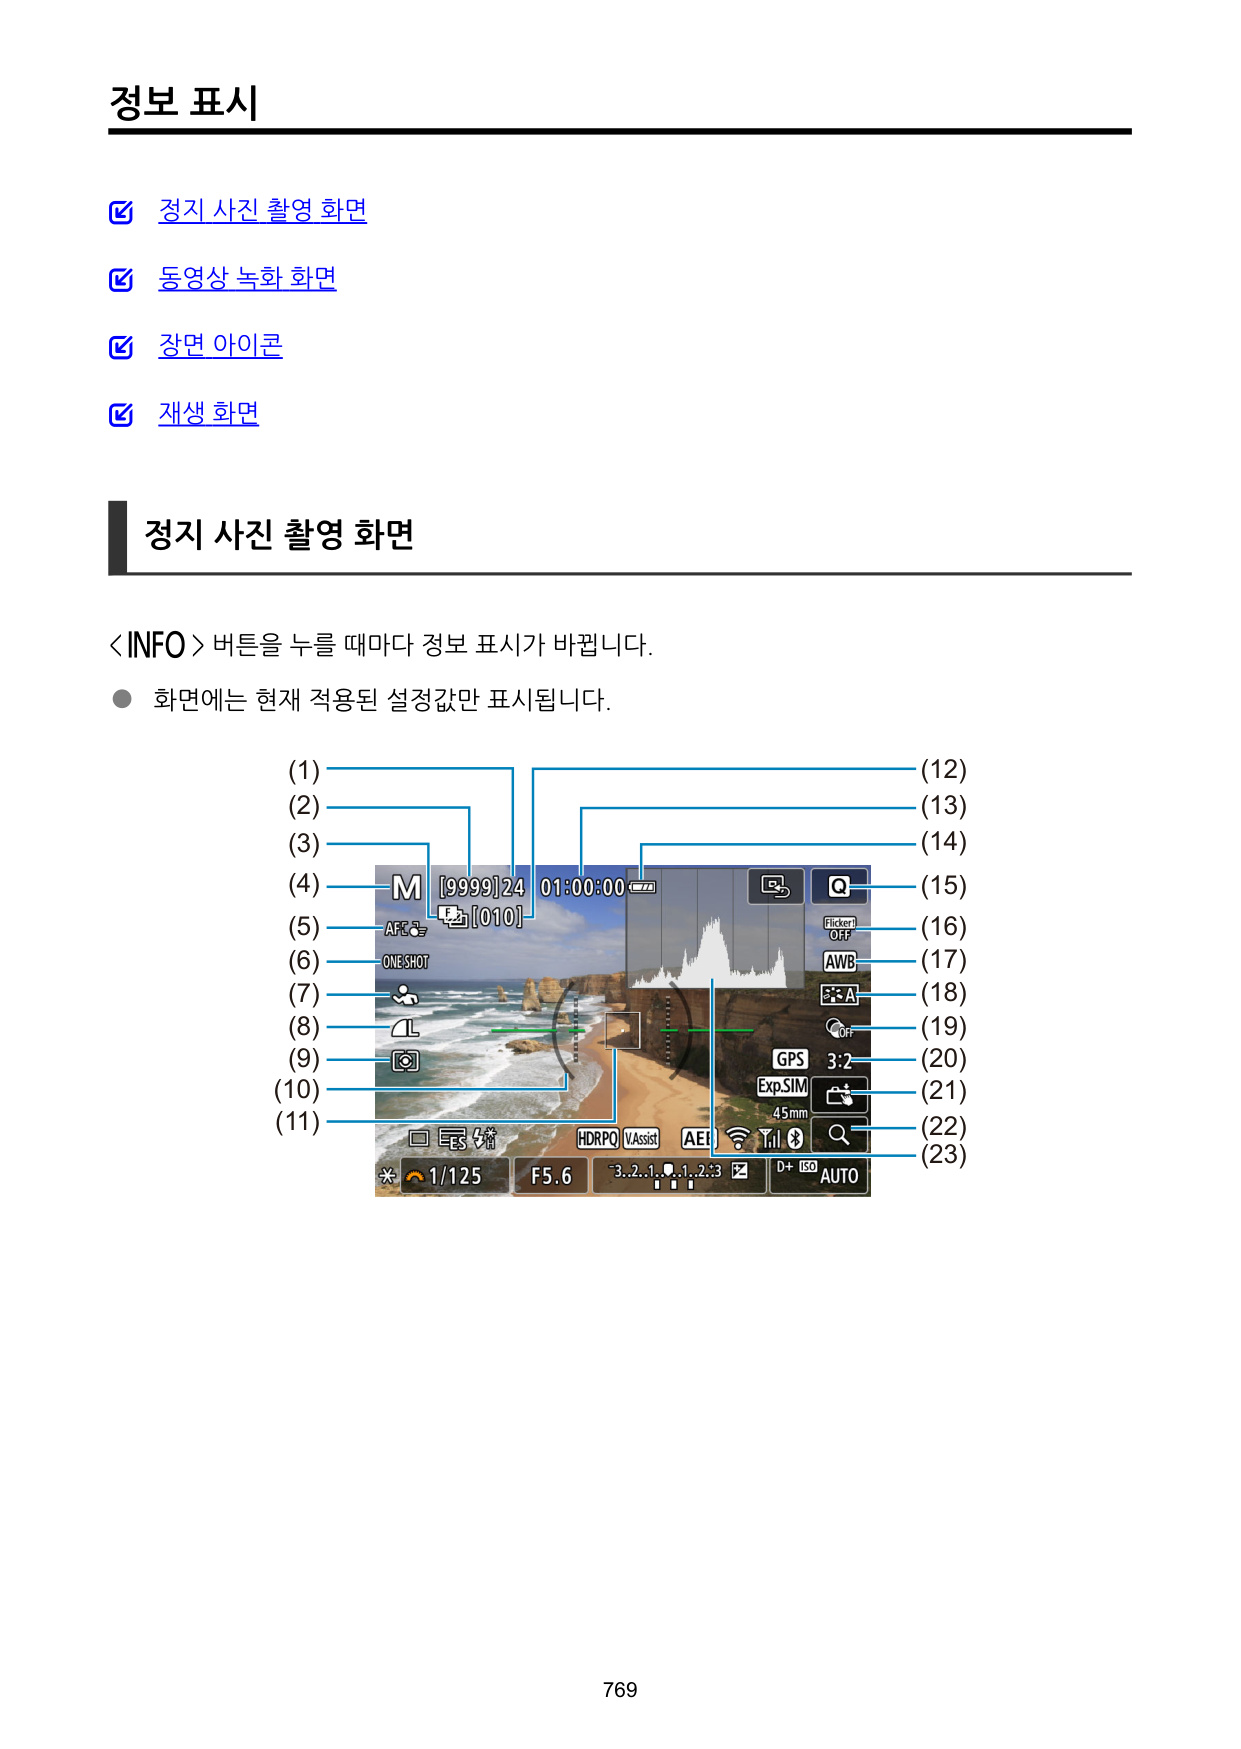 정보 표시
정지 사진 촬영 화면
동영상 녹화 화면
장면 아이콘
재생 화면
정지 사진 촬영 화면
<INFO> 버튼을 누를 때마다 정보 표시가 바뀝니다.
● 화면에는 현재 적용된 설정값만 표시됩니다.
(1)
(2)
(3)
(4)
(5)
(6)
(7)
(8)
(9)
(10)
(11)
(12)
(13)
(14)
(15)
(16)
(17)
(18)
(19)
(20)
(21)
(22)
(23)
M [9999]24 01:00:00 Q
[010]
Flicker!
OFF
ONE SHOT AWB
A
L OFF
GPS 3:2
Exp.SIM
45mm
ES HDRPQ V.Assist
1/125 F5.6 -3..2..1..0..1..2..+3 D+ ISO AUTO
769